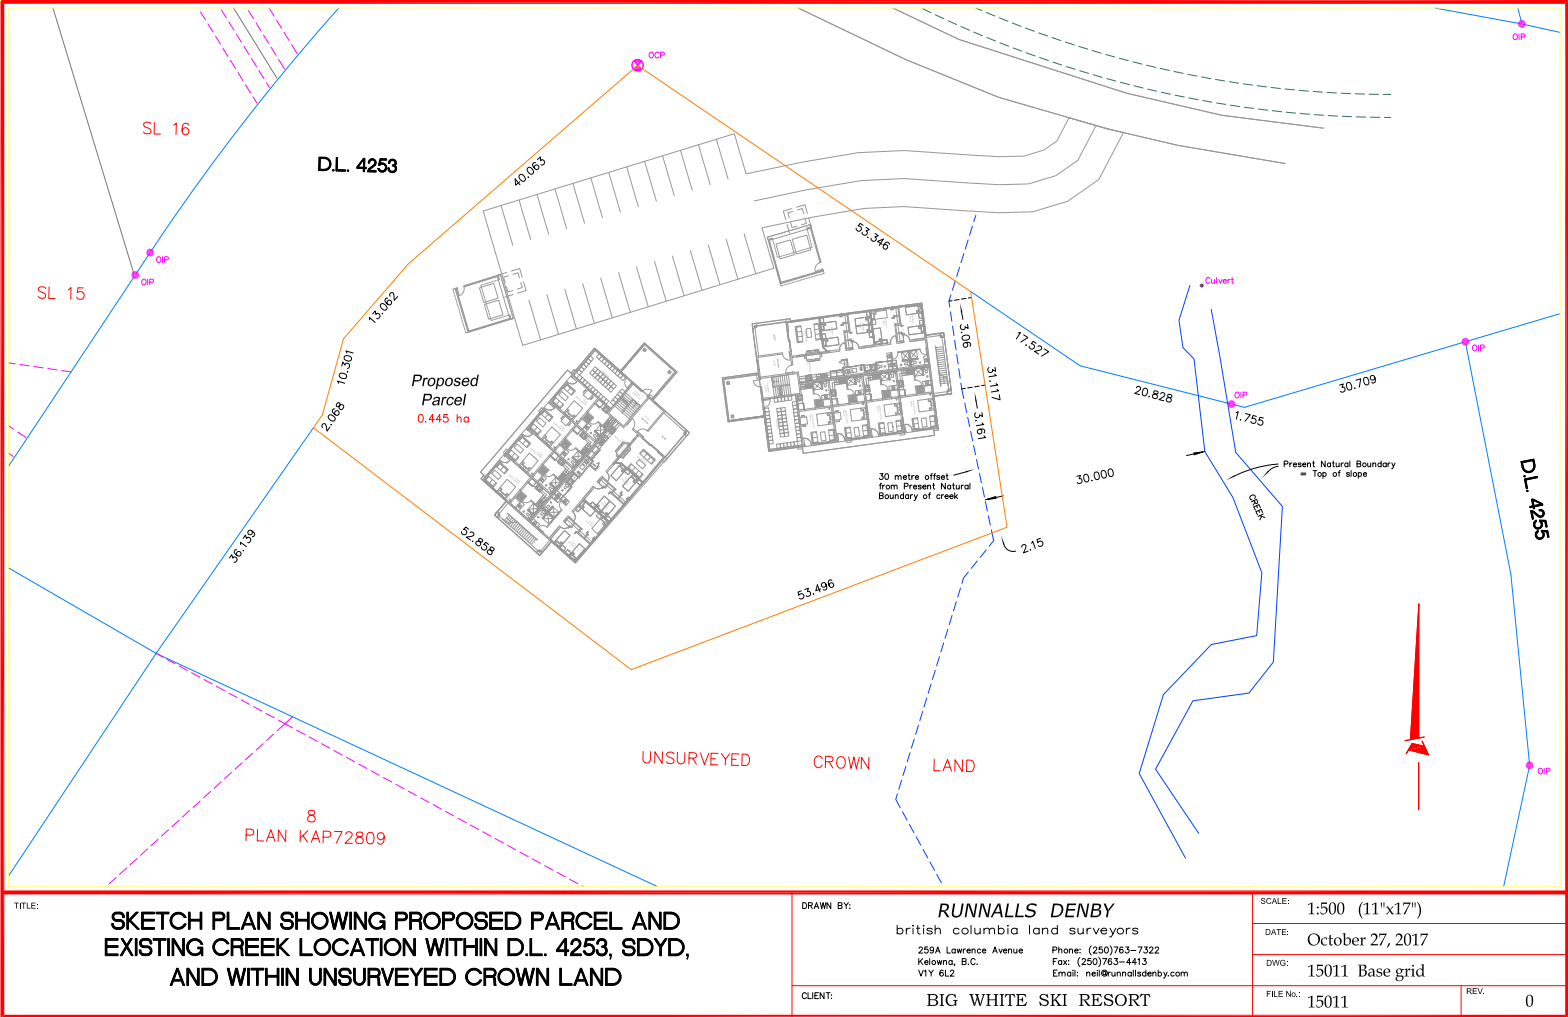 OCP
OIP
SL 16
D.L. 4253
40.063
53.346
OIP
OIP
SL 15
Culvert
13.062
3.06
17.527
OIP
10.301
Proposed
Parcel
0.445 ha
31.117
20.828
OIP
30.709
1.755
2.068
3.161
30 metre offset
from Present Natural
Boundary of creek
30.000
Present Natural Boundary
= Top of slope
CREEK
D.L. 4255
36.139
52.858
2.15
53.496
UNSURVEYED CROWN LAND
OIP
8
PLAN KAP72809
TITLE:
SKETCH PLAN SHOWING PROPOSED PARCEL AND
EXISTING CREEK LOCATION WITHIN D.L. 4253, SDYD,
AND WITHIN UNSURVEYED CROWN LAND
DRAWN BY:
RUNNALLS DENBY
british columbia land surveyors
259A Lawrence Avenue Phone: (250)763-7322
Kelowna, B.C. Fax: (250)763-4413
V1Y 6L2 Email: neil@runnallsdenby.com
CLIENT:
BIG WHITE SKI RESORT
SCALE: 1:500 (11"x17")
DATE: October 27, 2017
DWG: 15011 Base grid
FILE No.: 15011
REV. 0